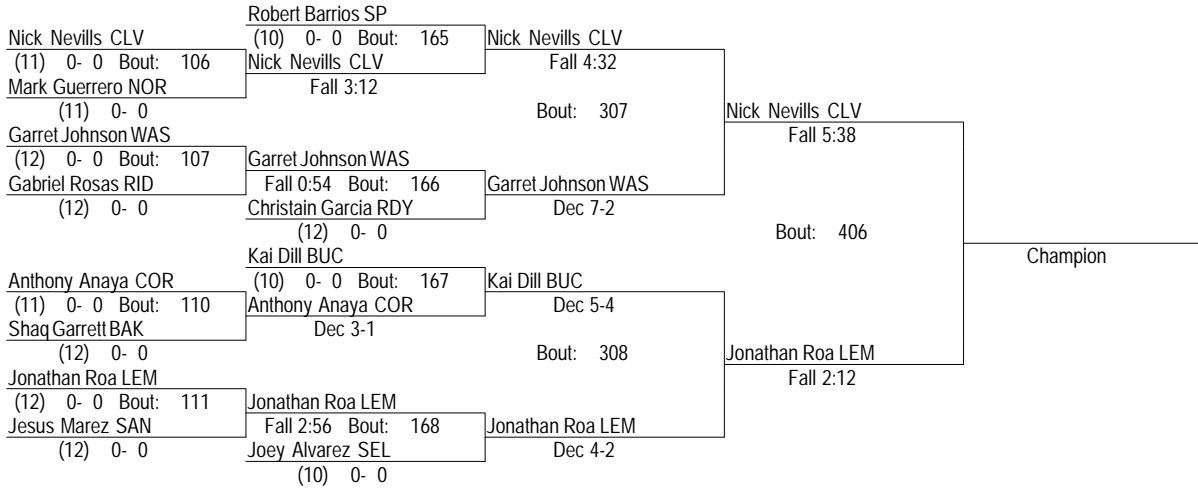 Robert Barrios SP
Nick Nevills CLV (10) 0- 0 Bout: 165 Nick Nevills CLV
(11) 0- 0 Bout: 106 Nick Nevills CLV Fall 4:32
Mark Guerrero NOR Fall 3:12
(11) 0- 0 Bout: 307 Nick Nevills CLV
Garret Johnson WAS Fall 5:38
(12) 0- 0 Bout: 107 Garret Johnson WAS
Gabriel Rosas RID Fall 0:54 Bout: 166 Garret Johnson WAS
(12) 0- 0 Christain Garcia RDY Dec 7-2
(12) 0- 0 Bout: 406
Kai Dill BUC Champion
Anthony Anaya COR (10) 0- 0 Bout: 167 Kai Dill BUC
(11) 0- 0 Bout: 110 Anthony Anaya COR Dec 5-4
Shaq Garrett BAK Dec 3-1
(12) 0- 0 Bout: 308 Jonathan Roa LEM
Jonathan Roa LEM Fall 2:12
(12) 0- 0 Bout: 111 Jonathan Roa LEM
Jesus Marez SAN Fall 2:56 Bout: 168 Jonathan Roa LEM
(12) 0- 0 Joey Alvarez SEL Dec 4-2
(10) 0- 0